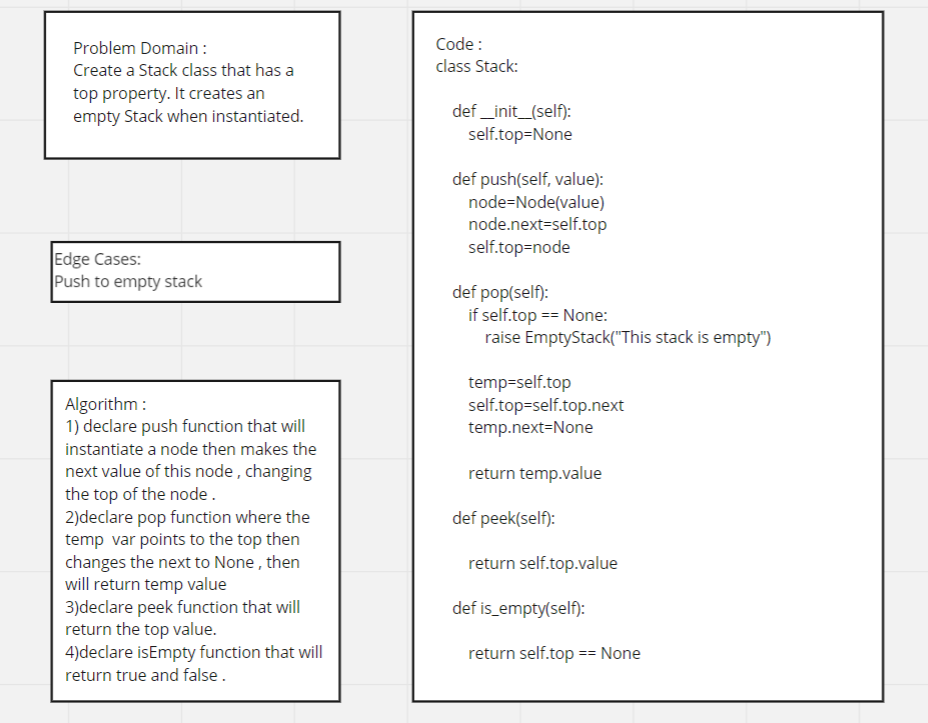 Problem Domain :
Create a Stack class that has a
top property. It creates an
empty Stack when instantiated.
Edge Cases:
Push to empty stack
Algorithm :
1) declare push function that will
instantiate a node then makes the
next value of this node , changing
the top of the node .
2)declare pop function where the
temp  var points to the top then
changes the next to None , then
will return temp value
3)declare peek function that will
return the top value.
4)declare isEmpty function that will
return true and false .
Code :
class Stack:
def __init__(self):
self.top=None
def push(self, value):
node=Node(value)
node.next=self.top
self.top=node
def pop(self):
if self.top == None:
raise EmptyStack("This stack is empty")
temp=self.top
self.top=self.top.next
temp.next=None
return temp.value
def peek(self):
return self.top.value
def is_empty(self):
return self.top == None